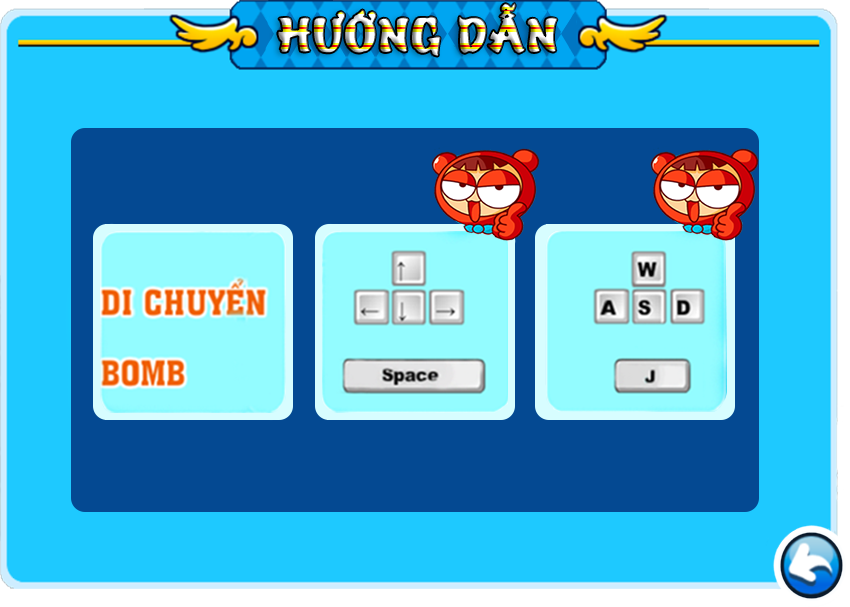 HƯỚNG DẪN
DI CHUYỂN
BOMB
↑
← ↓ →
Space
W
A S D
J